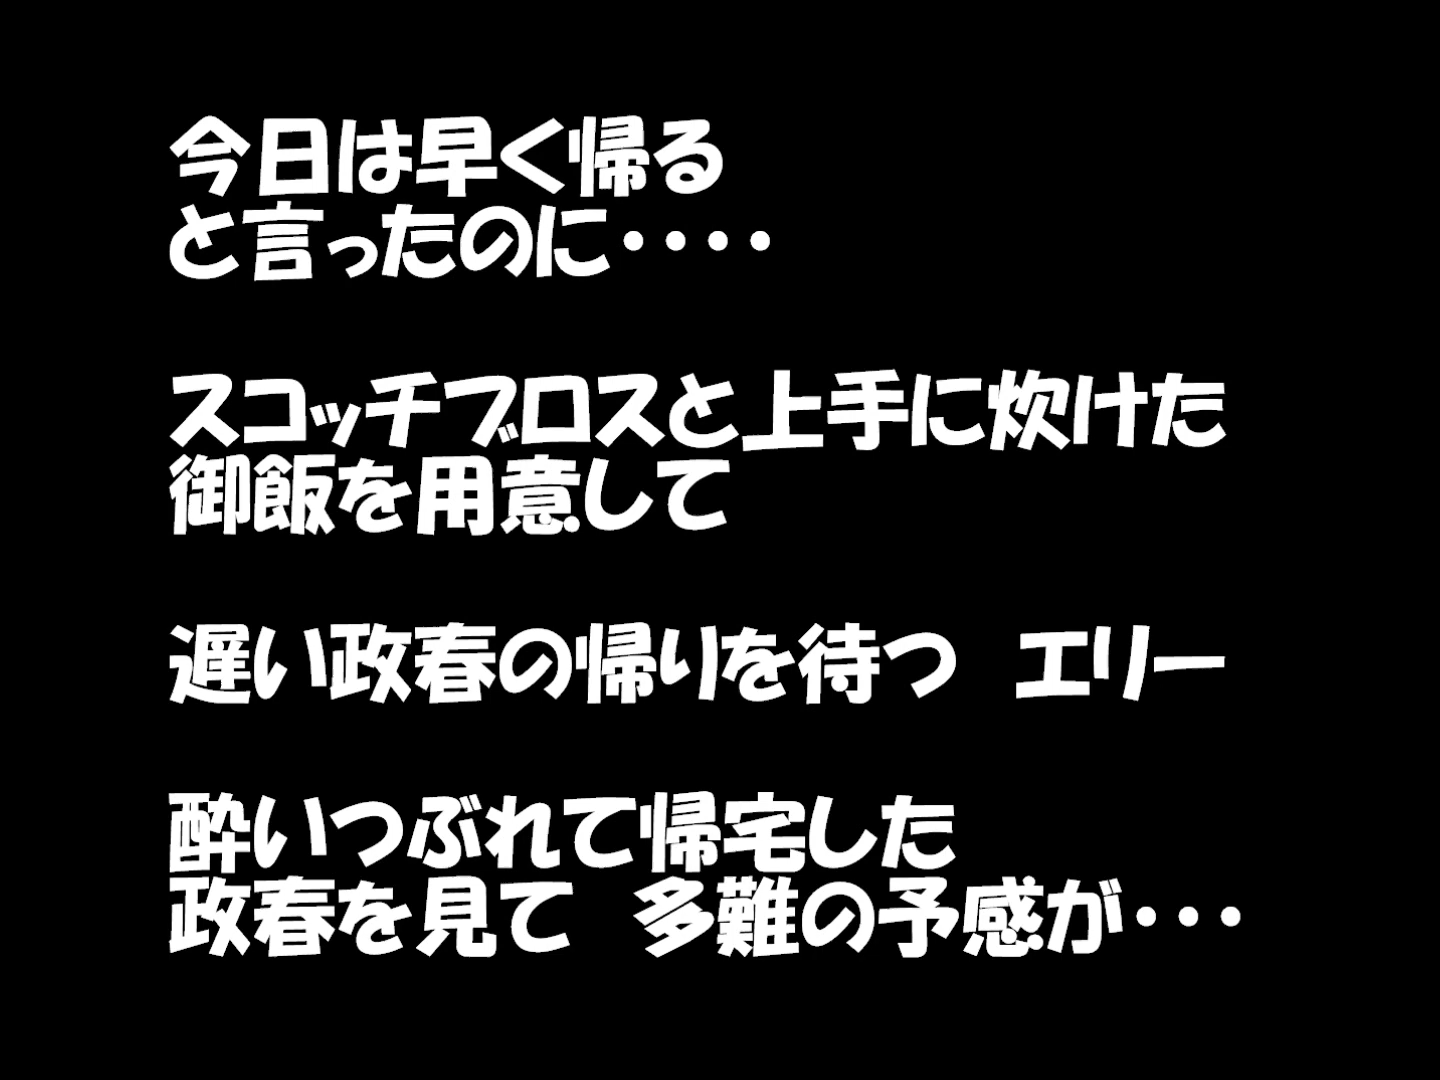 今日は早く帰る
と言ったのに････
スコッチブロスと上手に炊けた
御飯を用意して
遅い政春の帰りを待つ　エリー
酔いつぶれて帰宅した
政春を見て　多難の予感が･･･